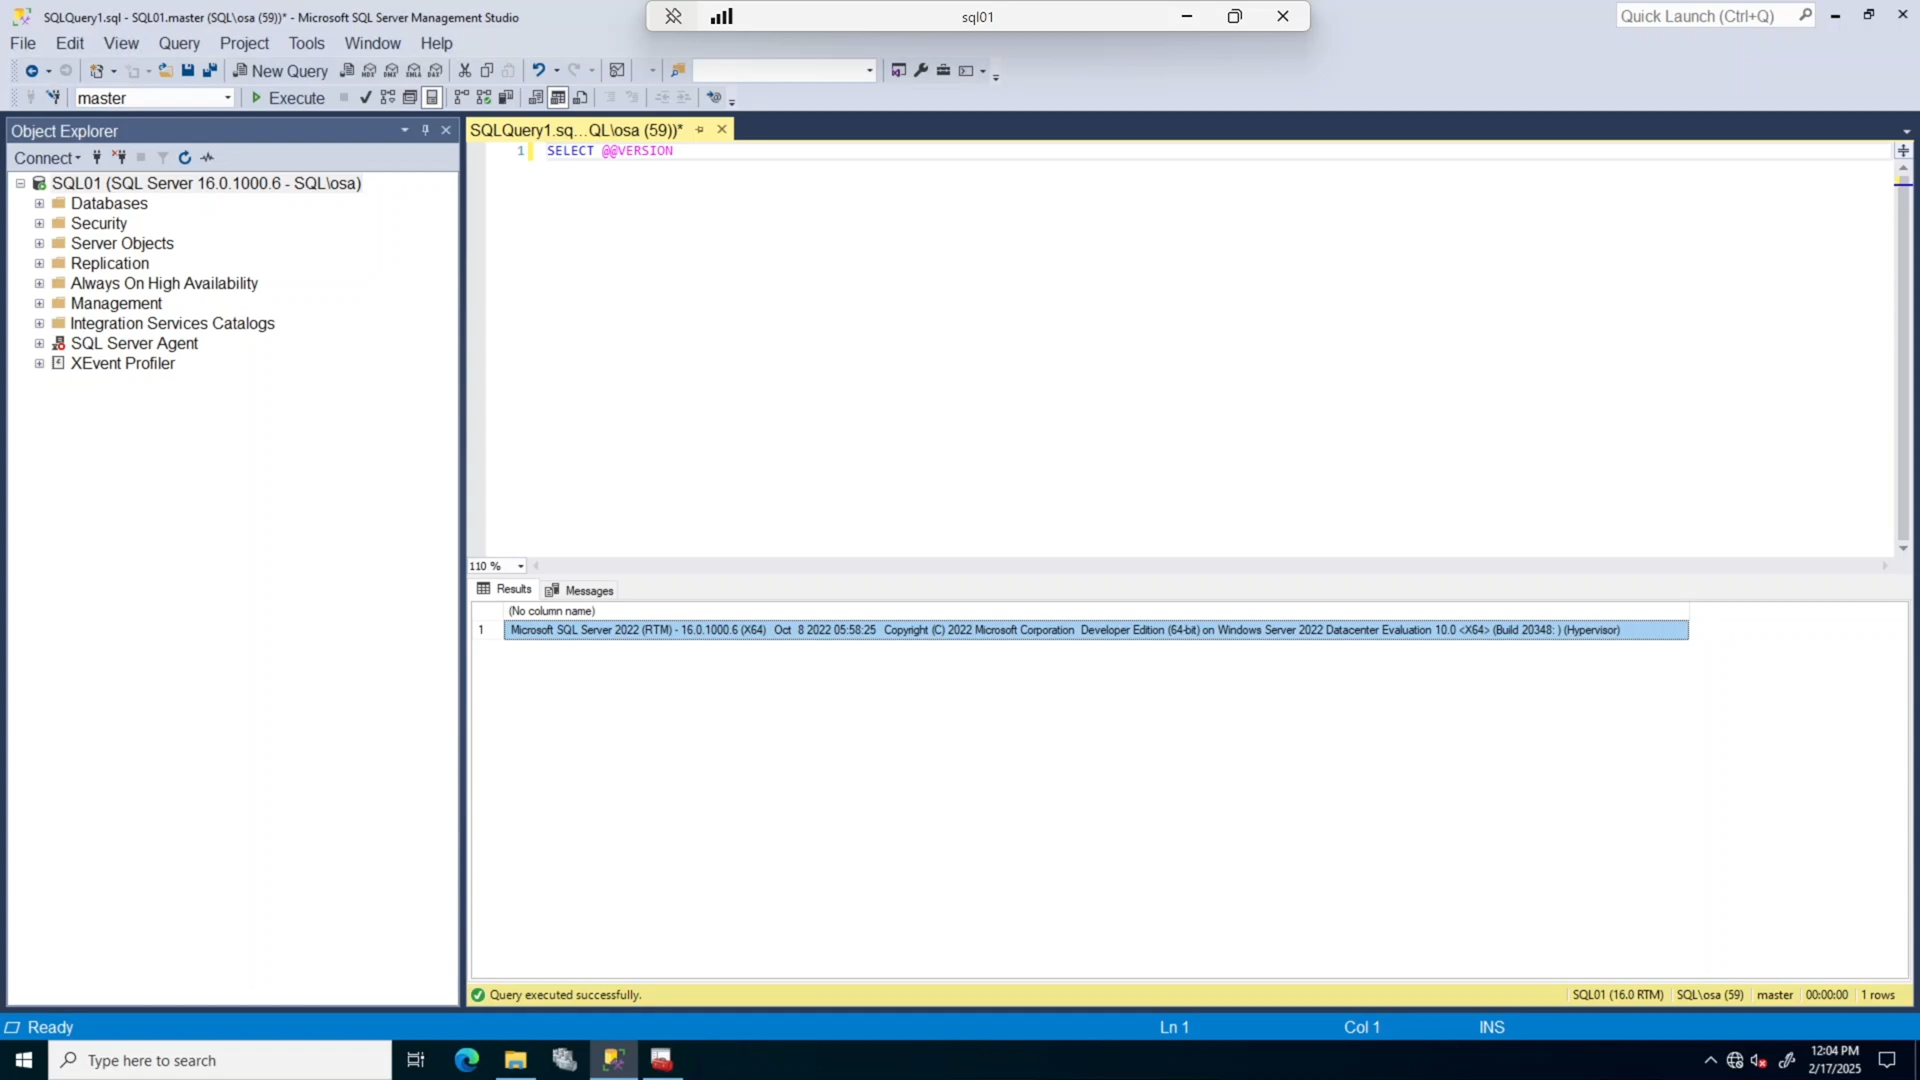 SQLQuery1.sql - SQL01.master (SQL\osa (59))* - Microsoft SQL Server Management Studio
sql01
Quick Launch (Ctrl+Q)
File Edit View Query Project Tools Window Help
New Query
master
Execute
Object Explorer
SQLQuery1.sq...QL\osa (59))*
Connect
1 SELECT @@VERSION
SQL01 (SQL Server 16.0.1000.6 - SQL\osa)
Databases
Security
Server Objects
Replication
Always On High Availability
Management
Integration Services Catalogs
SQL Server Agent
XEvent Profiler
110 %
Results Messages
(No column name)
1 Microsoft SQL Server 2022 (RTM) - 16.0.1000.6 (X64) Oct 8 2022 05:58:25 Copyright (C) 2022 Microsoft Corporation Developer Edition (64-bit) on Windows Server 2022 Datacenter Evaluation 10.0 <X64> (Build 20348: ) (Hypervisor)
Query executed successfully.
SQL01 (16.0 RTM) SQL\osa (59) master 00:00:00 1 rows
Ready
Ln 1 Col 1 INS
Type here to search
12:04 PM
2/17/2025